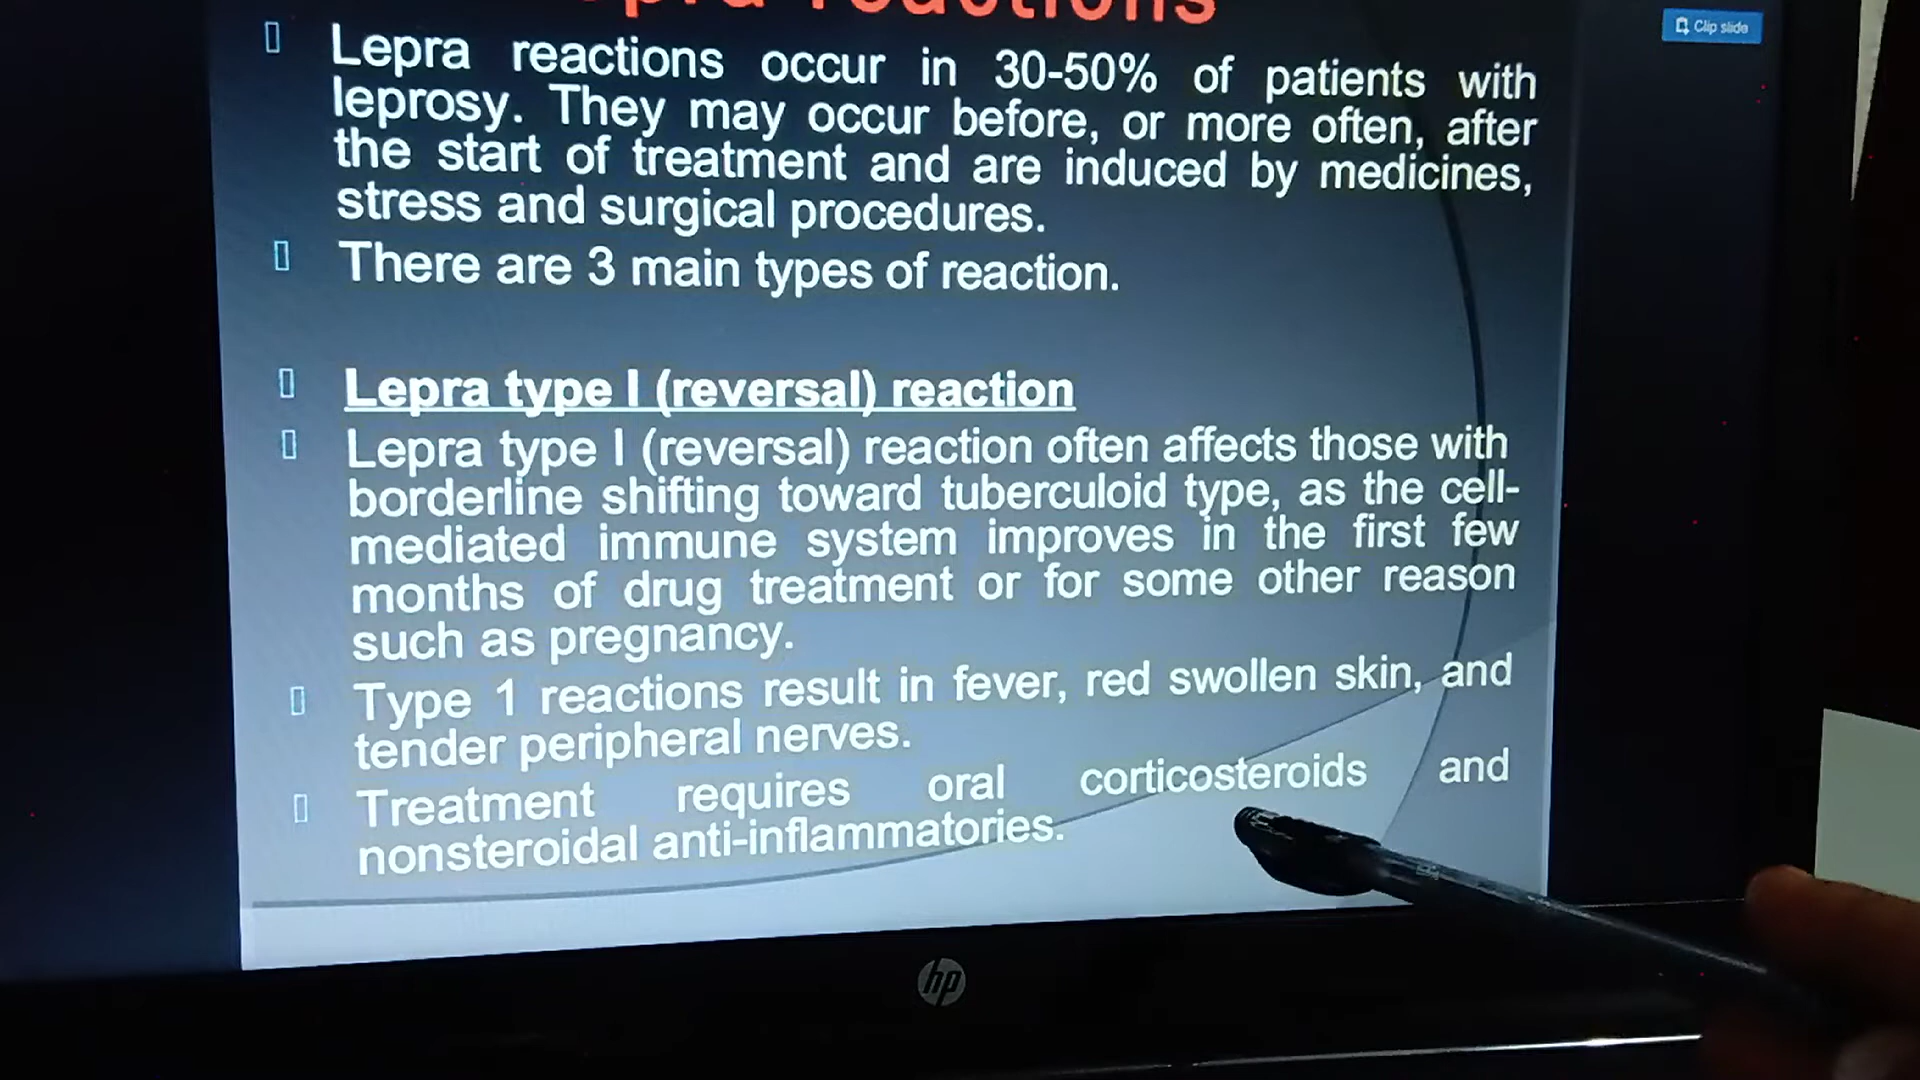 reactions
Clip slide
Lepra reactions occur in 30-50% of patients with
leprosy. They may occur before, or more often, after
the start of treatment and are induced by medicines,
stress and surgical procedures.
There are 3 main types of reaction.
Lepra type I (reversal) reaction
Lepra type I (reversal) reaction often affects those with
borderline shifting toward tuberculoid type, as the cell-
mediated immune system improves in the first few
months of drug treatment or for some other reason
such as pregnancy.
Type 1 reactions result in fever, red swollen skin, and
tender peripheral nerves.
Treatment requires oral corticosteroids and
nonsteroidal anti-inflammatories.
hp